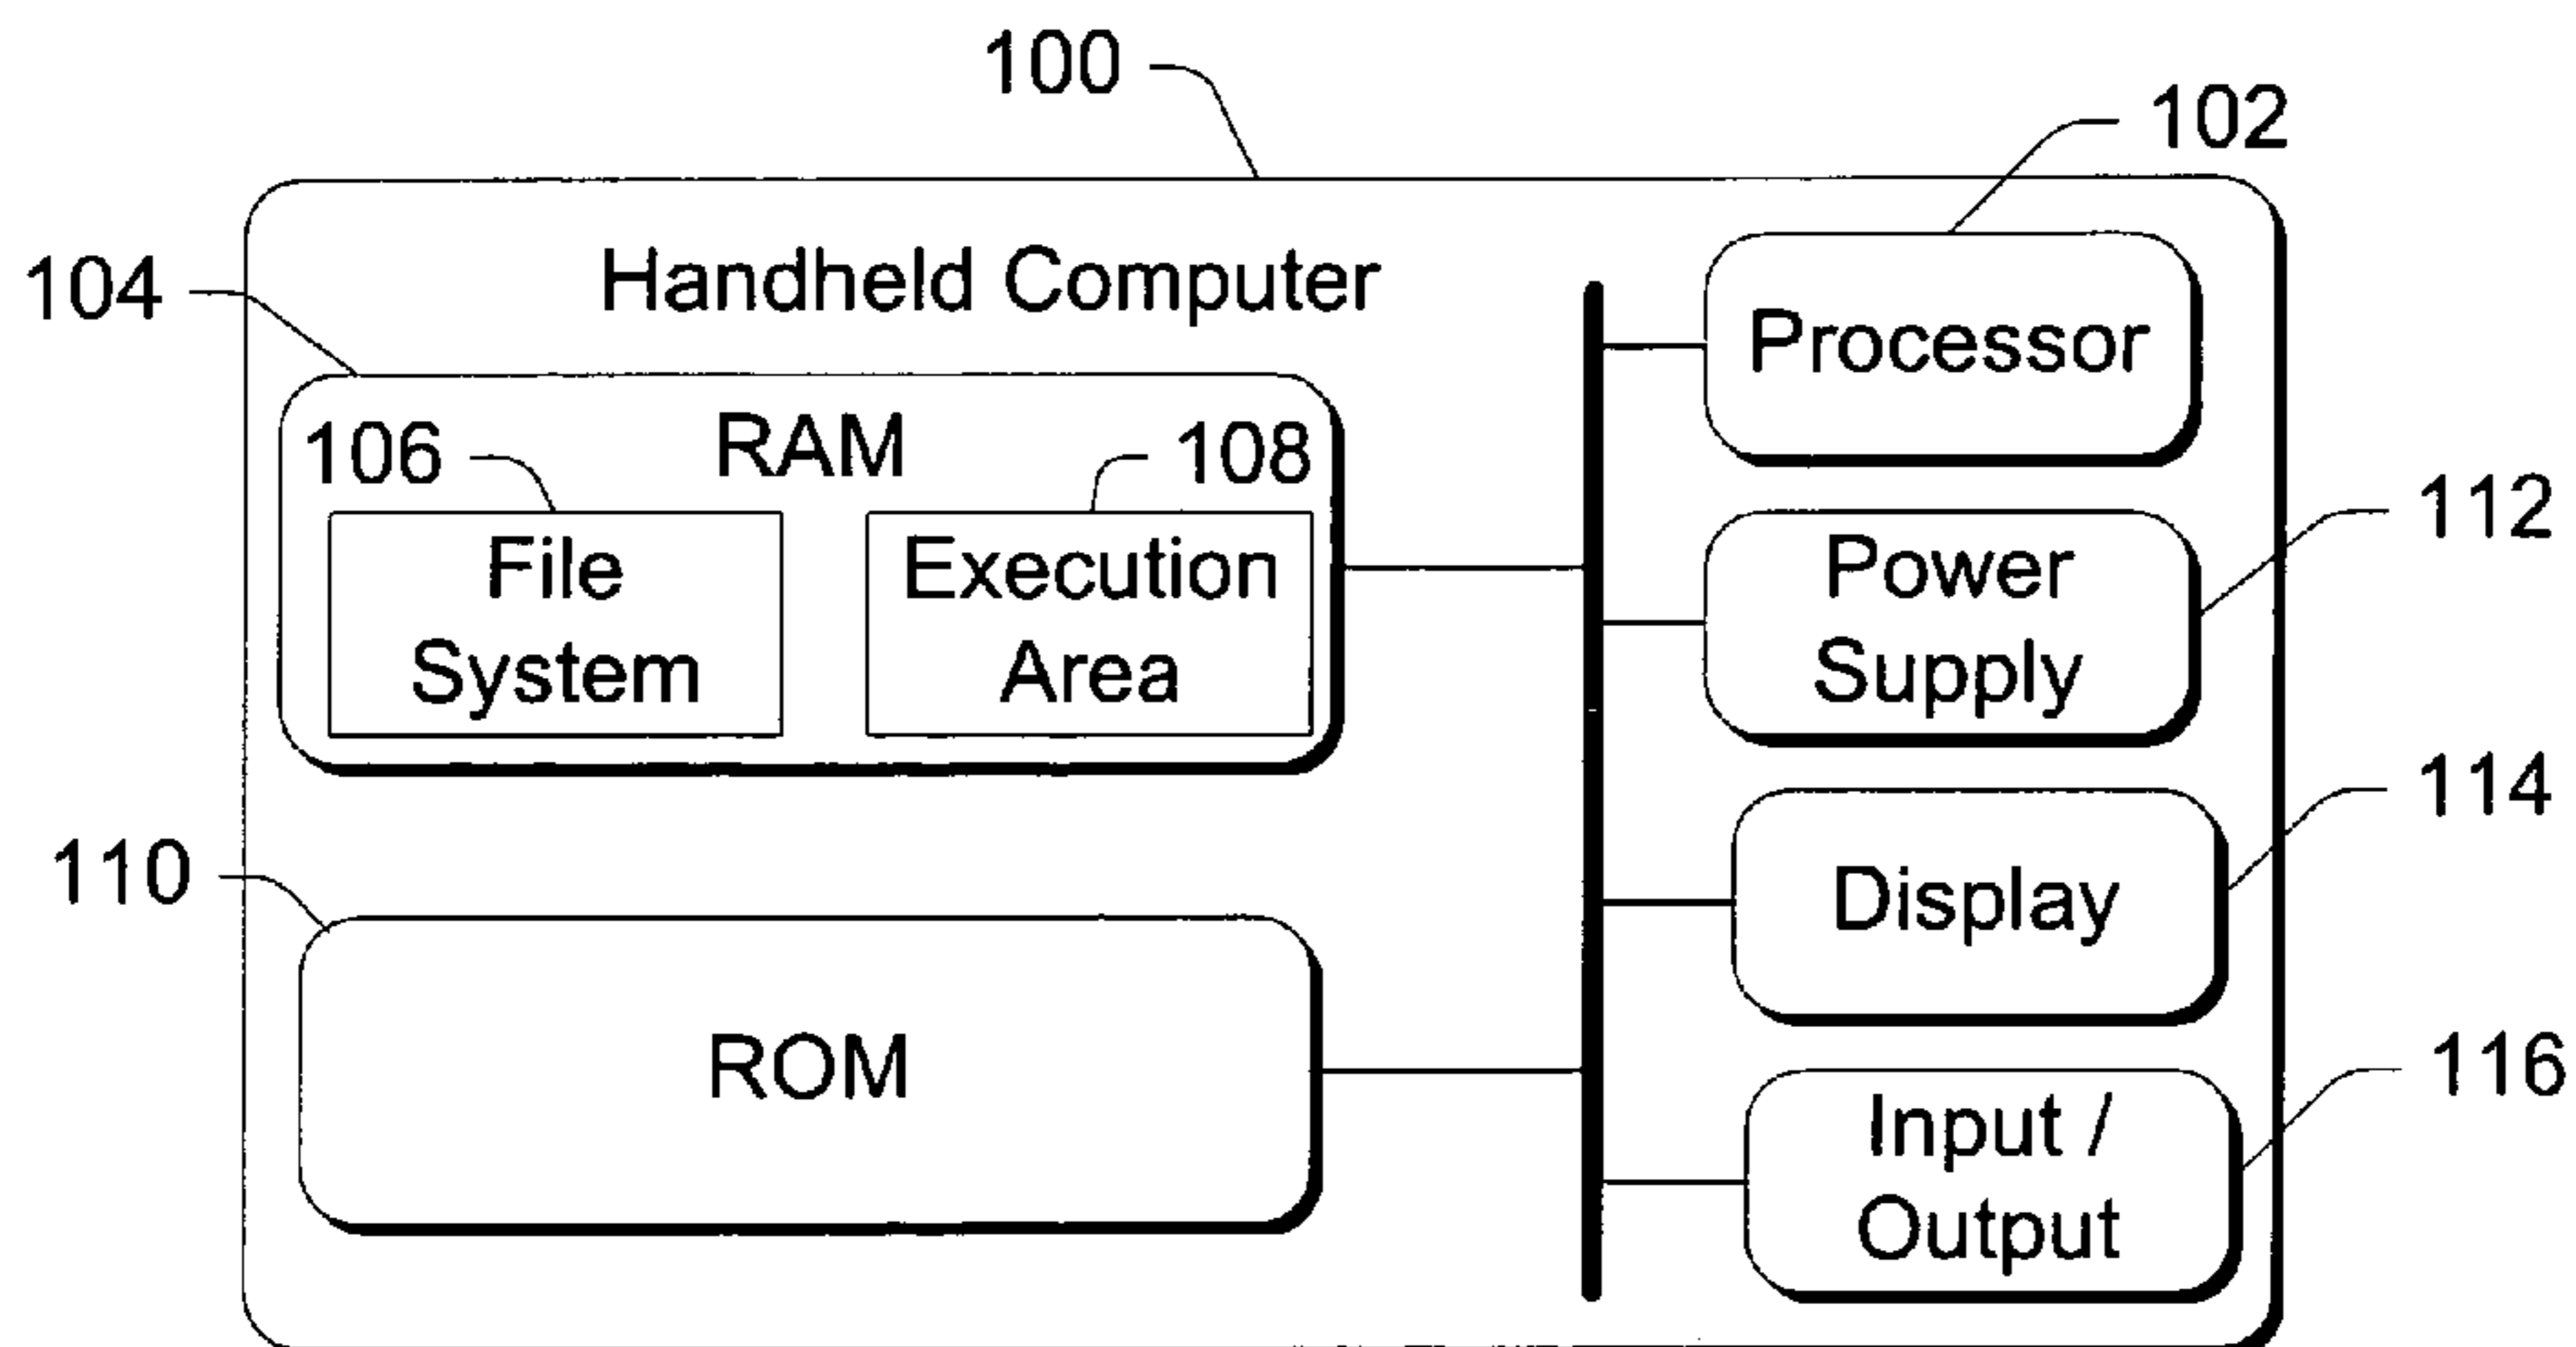 100
102
Handheld Computer
104
Processor
RAM
106
108
112
File
System
Execution
Area
Power
Supply
114
110
Display
ROM
116
Input /
Output